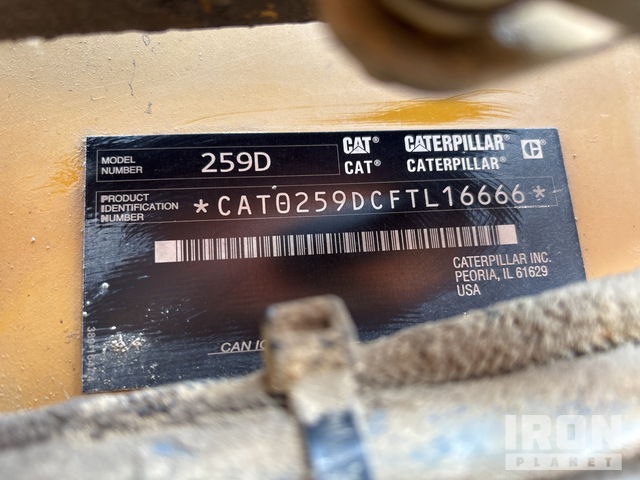 MODEL NUMBER 259D
CAT® CATERPILLAR® C
CAT® CATERPILLAR®
PRODUCT IDENTIFICATION NUMBER *CAT0259DCFTL16666*
CATERPILLAR INC.
PEORIA, IL 61629
USA
CAN
IRON
PLANET